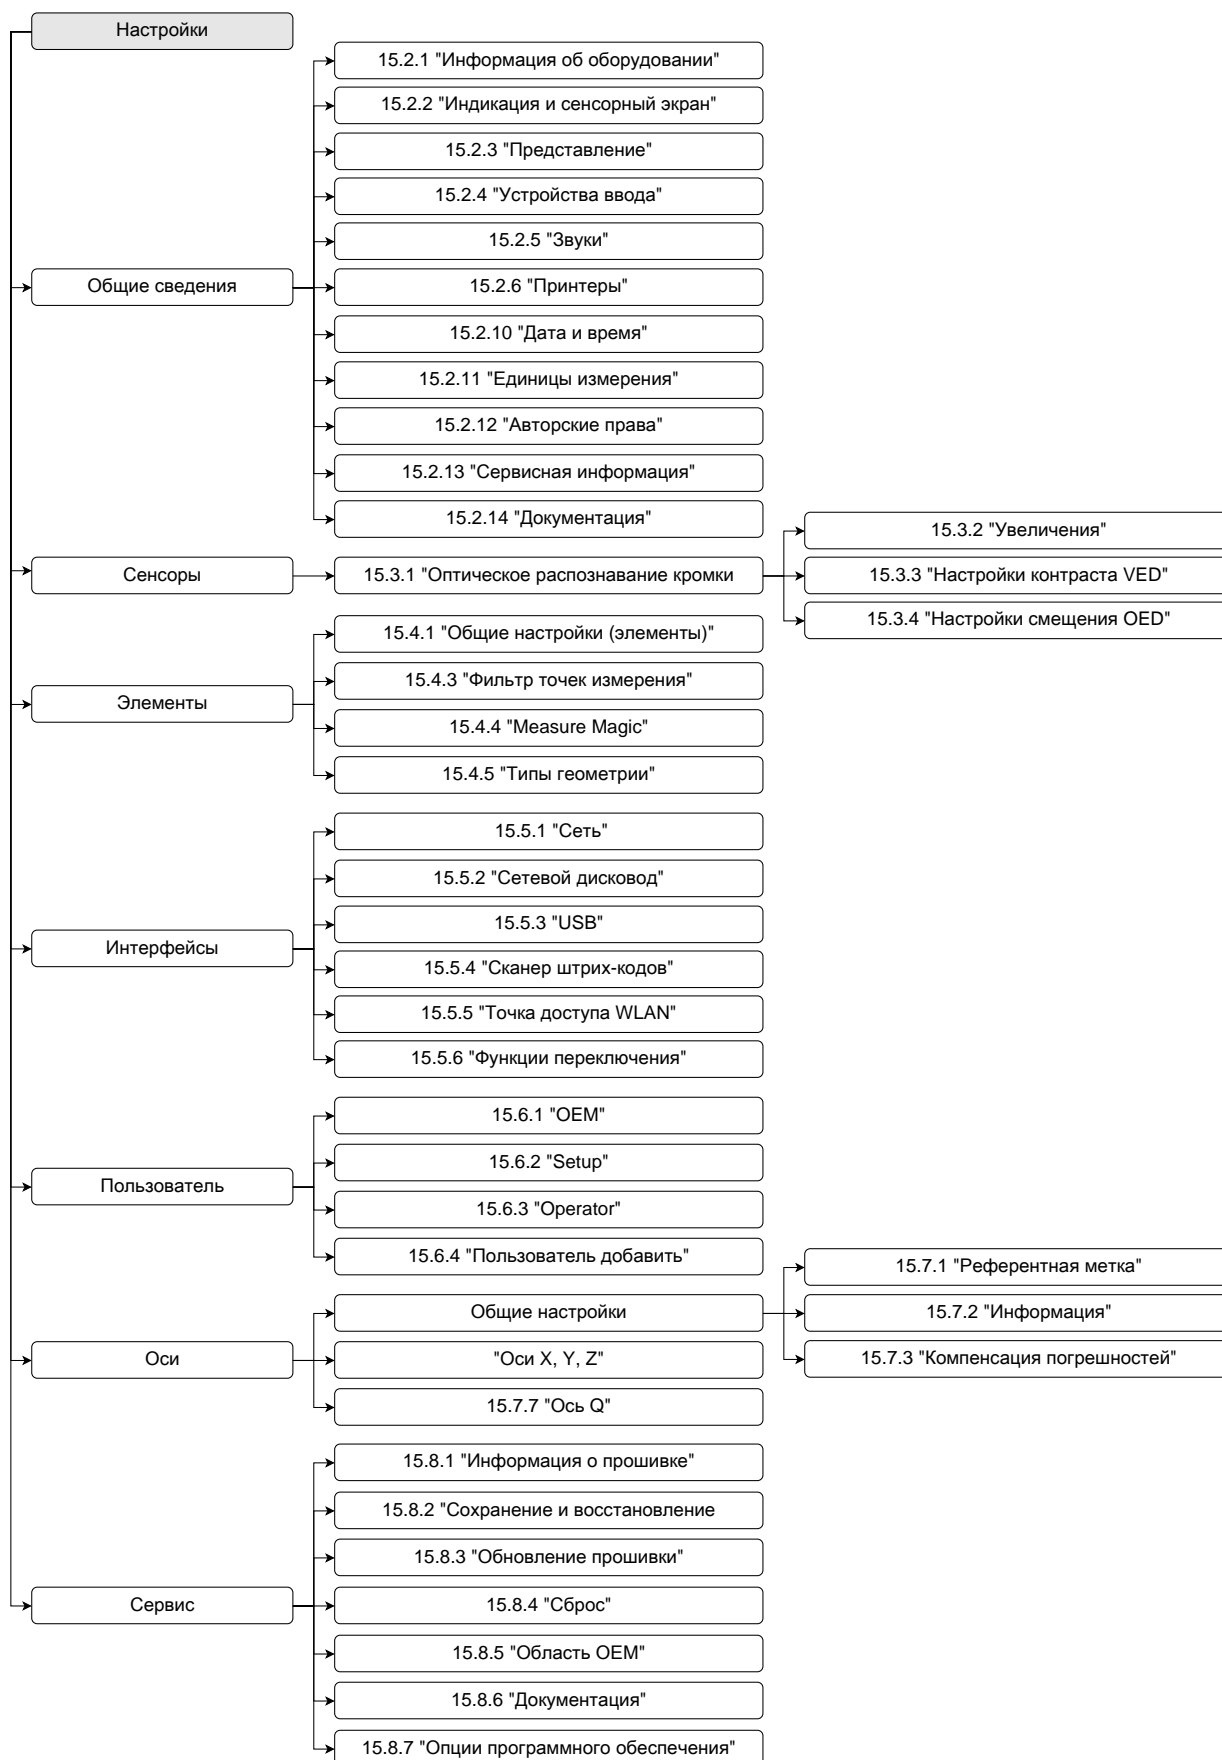 Настройки
15.2.1 "Информация об оборудовании"
15.2.2 "Индикация и сенсорный экран"
15.2.3 "Представление"
15.2.4 "Устройства ввода"
15.2.5 "Звуки"
Общие сведения
15.2.6 "Принтеры"
15.2.10 "Дата и время"
15.2.11 "Единицы измерения"
15.2.12 "Авторские права"
15.2.13 "Сервисная информация"
15.2.14 "Документация"
15.3.2 "Увеличения"
Сенсоры
15.3.1 "Оптическое распознавание кромки
15.3.3 "Настройки контраста VED"
15.3.4 "Настройки смещения OED"
15.4.1 "Общие настройки (элементы)"
15.4.3 "Фильтр точек измерения"
Элементы
15.4.4 "Measure Magic"
15.4.5 "Типы геометрии"
15.5.1 "Сеть"
15.5.2 "Сетевой дисковод"
15.5.3 "USB"
Интерфейсы
15.5.4 "Сканер штрих-кодов"
15.5.5 "Точка доступа WLAN"
15.5.6 "Функции переключения"
15.6.1 "OEM"
15.6.2 "Setup"
Пользователь
15.6.3 "Operator"
15.6.4 "Пользователь добавить"
15.7.1 "Референтная метка"
Общие настройки
15.7.2 "Информация"
Оси
"Оси X, Y, Z"
15.7.3 "Компенсация погрешностей"
15.7.7 "Ось Q"
15.8.1 "Информация о прошивке"
15.8.2 "Сохранение и восстановление
15.8.3 "Обновление прошивки"
Сервис
15.8.4 "Сброс"
15.8.5 "Область OEM"
15.8.6 "Документация"
15.8.7 "Опции программного обеспечения"